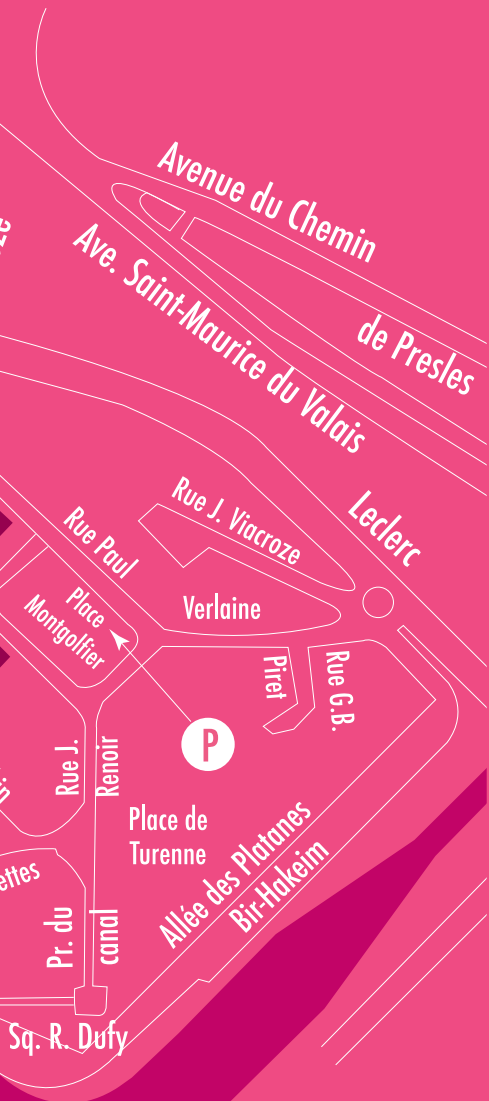 Avenue du Chemin
de Presles
Ave. Saint-Maurice du Valais
Leclerc
Rue J. Viacroze
Rue Paul
Verlaine
Place
Montgolfier
Piret
Rue G.B.
P
Rue J.
Renoir
Place de
Turenne
Allée des Platanes
Bir-Hakeim
Pr. du
canal
Sq. R. Dufy